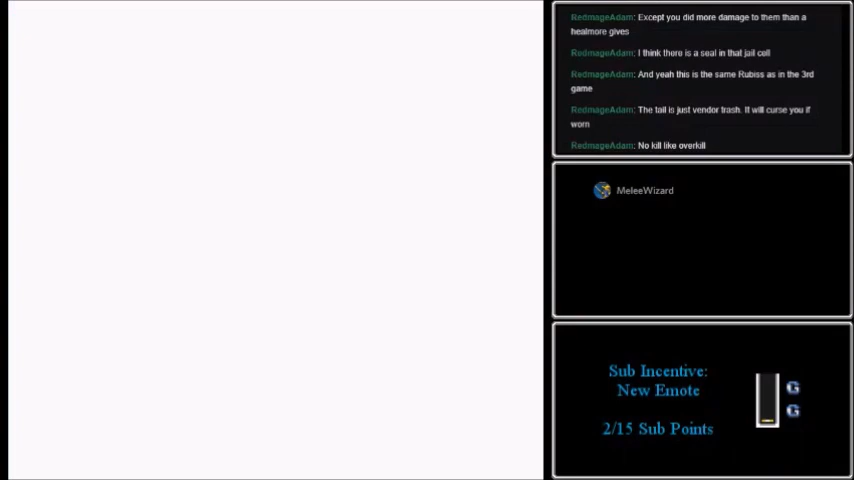 RedmageAdam: Except you did more damage to them than a
healmore gives
RedmageAdam: I think there is a seal in that jail cell
RedmageAdam: And yeah this is the same Rubiss as in the 3rd
game
RedmageAdam: The tail is just vendor trash. It will curse you if
worn
RedmageAdam: No kill like overkill
MeleeWizard
Sub Incentive:
New Emote
2/15 Sub Points
G
G